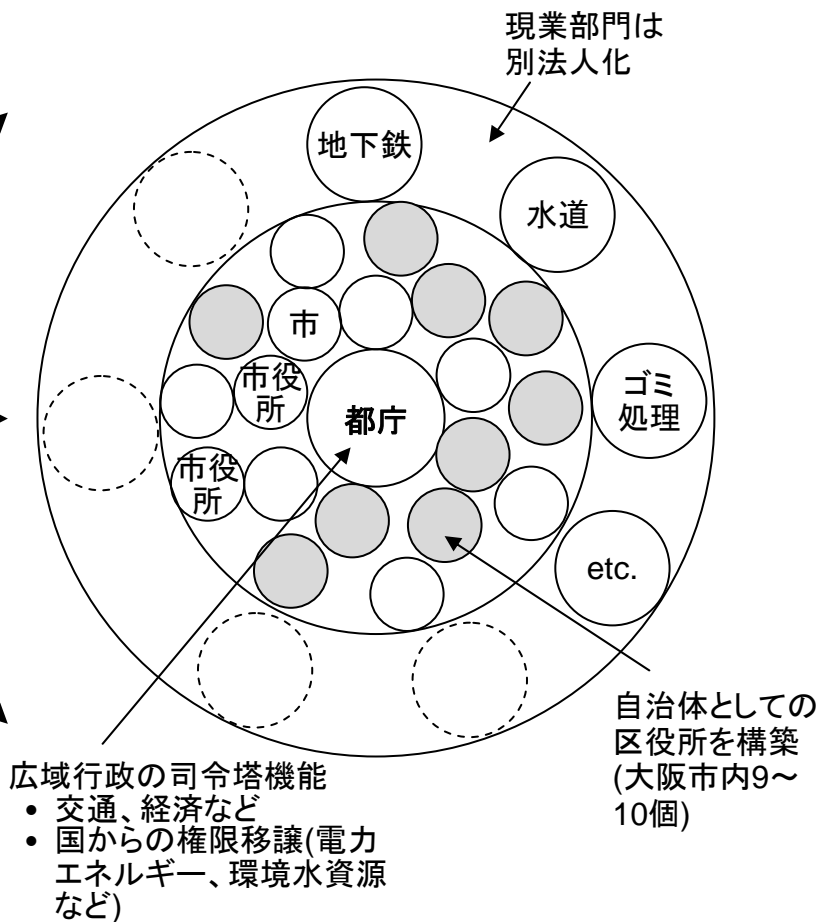 現業部門は
別法人化
地下鉄
水道
市
市役
所
ゴミ
処理
都庁
市役
所
etc.
自治体としての
区役所を構築
(大阪市内9～
10個)
広域行政の司令塔機能
• 交通、経済など
• 国からの権限移譲(電力
エネルギー、環境水資源
など)